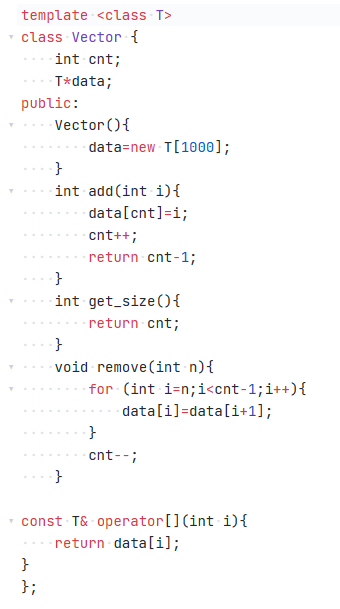 template <class T>
class Vector {
    int cnt;
    T*data;
public:
    Vector(){
        data=new T[1000];
    }
    int add(int i){
        data[cnt]=i;
        cnt++;
        return cnt-1;
    }
    int get_size(){
        return cnt;
    }
    void remove(int n){
        for (int i=n;i<cnt-1;i++){
            data[i]=data[i+1];
        }
        cnt--;
    }

const T& operator[](int i){
    return data[i];
}
};